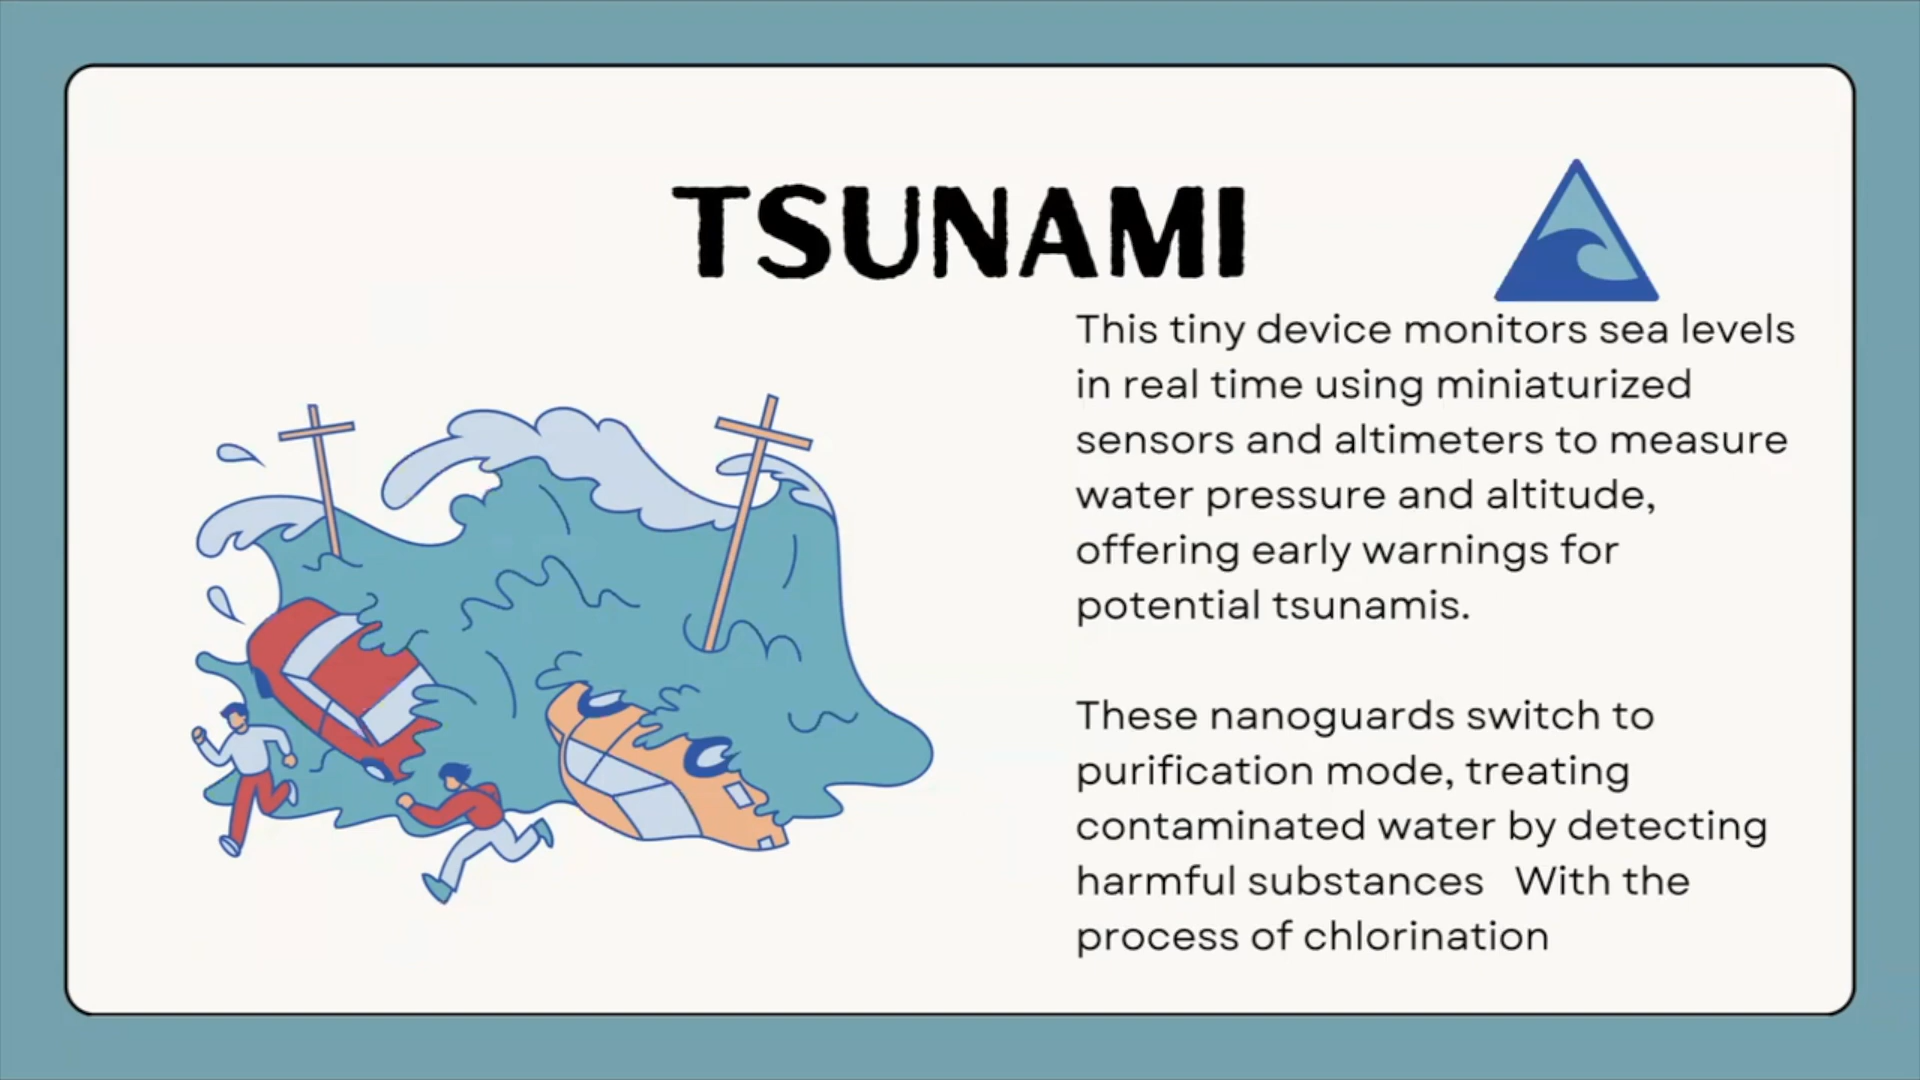 TSUNAMI
This tiny device monitors sea levels
in real time using miniaturized
sensors and altimeters to measure
water pressure and altitude,
offering early warnings for
potential tsunamis.
These nanoguards switch to
purification mode, treating
contaminated water by detecting
harmful substances With the
process of chlorination